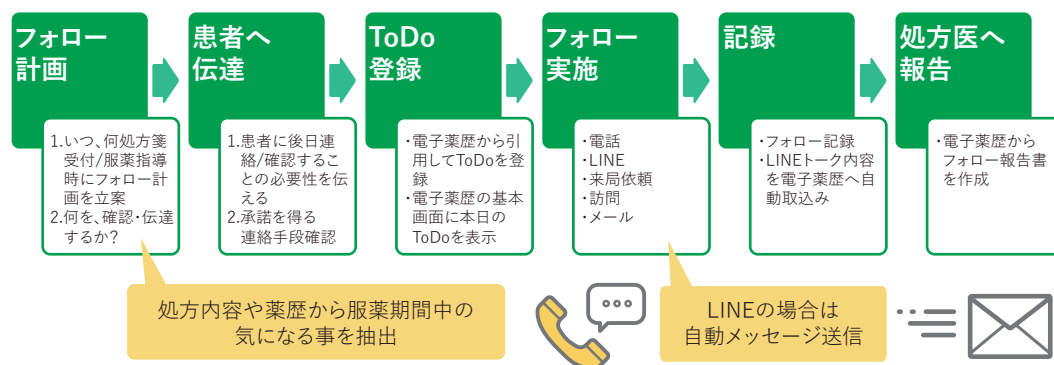 フォロー
計画
患者へ
伝達
ToDo
登録
フォロー
実施
記録
処方医へ
報告
1.いつ、何処方箋
受付/服薬指導
時にフォロー計
画を立案
2.何を、確認・伝達
するか?
1.患者に後日連
絡/確認するこ
との必要性を伝
える
2.承諾を得る
連絡手段確認
・電子薬歴から引
用してToDoを登
録
・電子薬歴の基本
画面に本日の
ToDoを表示
・電話
・LINE
・来局依頼
・訪問
・メール
・フォロー記録
・LINEトーク内容
を電子薬歴へ自
動取込み
・電子薬歴から
フォロー報告書
を作成
処方内容や薬歴から服薬期間中の
気になる事を抽出
LINEの場合は
自動メッセージ送信